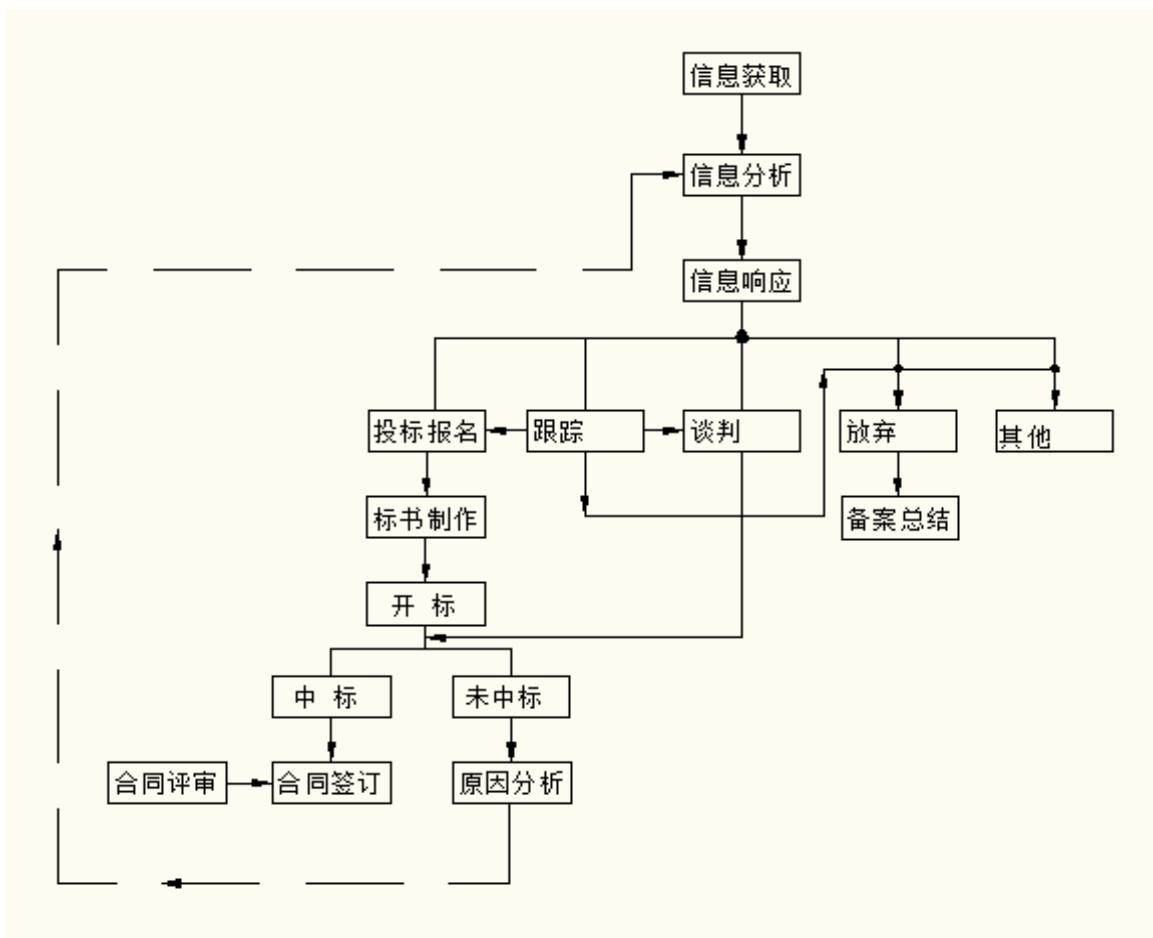 信息获取
信息分析
信息响应
投标报名
跟踪
谈判
放弃
其他
标书制作
备案总结
开 标
中 标
未中标
合同评审
合同签订
原因分析